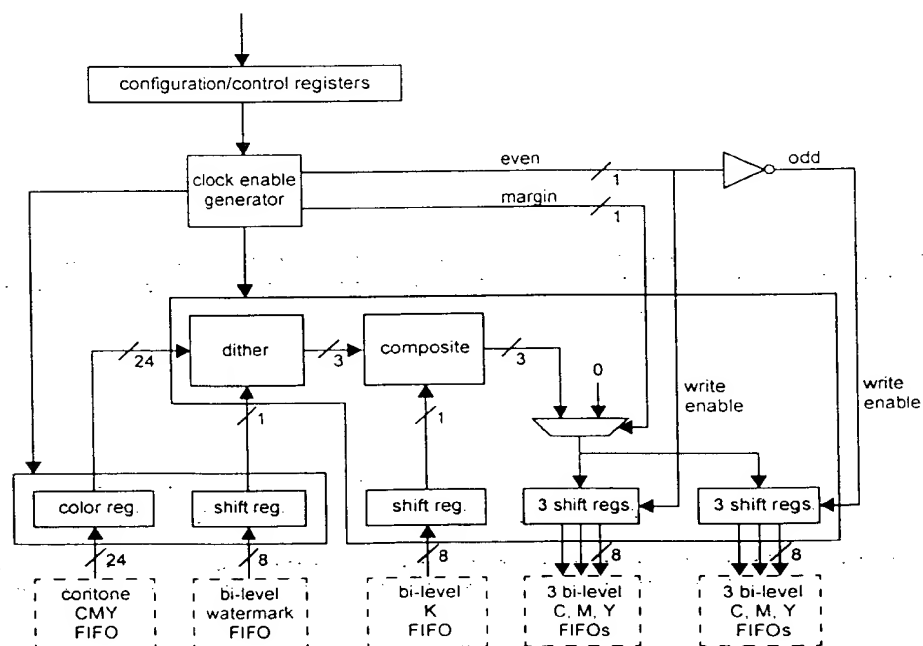 configuration/control registers
clock enable
generator
even
1
odd
margin
1
dither
composite
24
3
3
0
write
enable
write
enable
1
1
color reg.
shift reg.
shift reg.
3 shift regs.
3 shift regs.
24
8
8
8
8
contone
CMY
FIFO
bi-level
watermark
FIFO
bi-level
K
FIFO
3 bi-level
C, M, Y
FIFOs
3 bi-level
C, M, Y
FIFOs